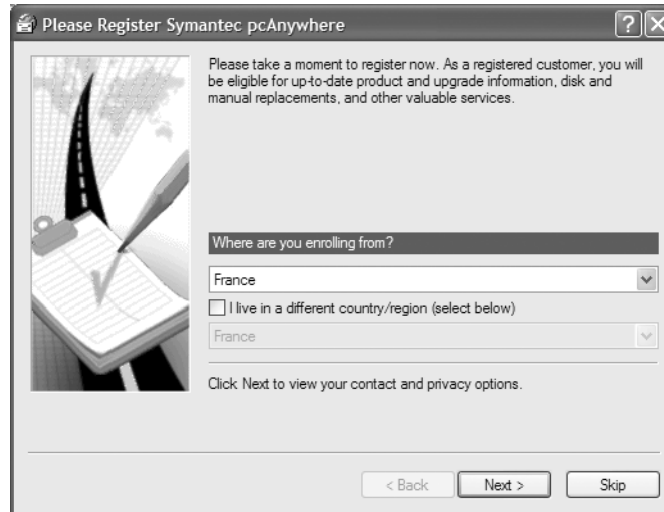 Please Register Symantec pcAnywhere
Please take a moment to register now. As a registered customer, you will
be eligible for up-to-date product and upgrade information, disk and
manual replacements, and other valuable services.
Where are you enrolling from?
France
I live in a different country/region (select below)
France
Click Next to view your contact and privacy options.
< Back
Next >
Skip